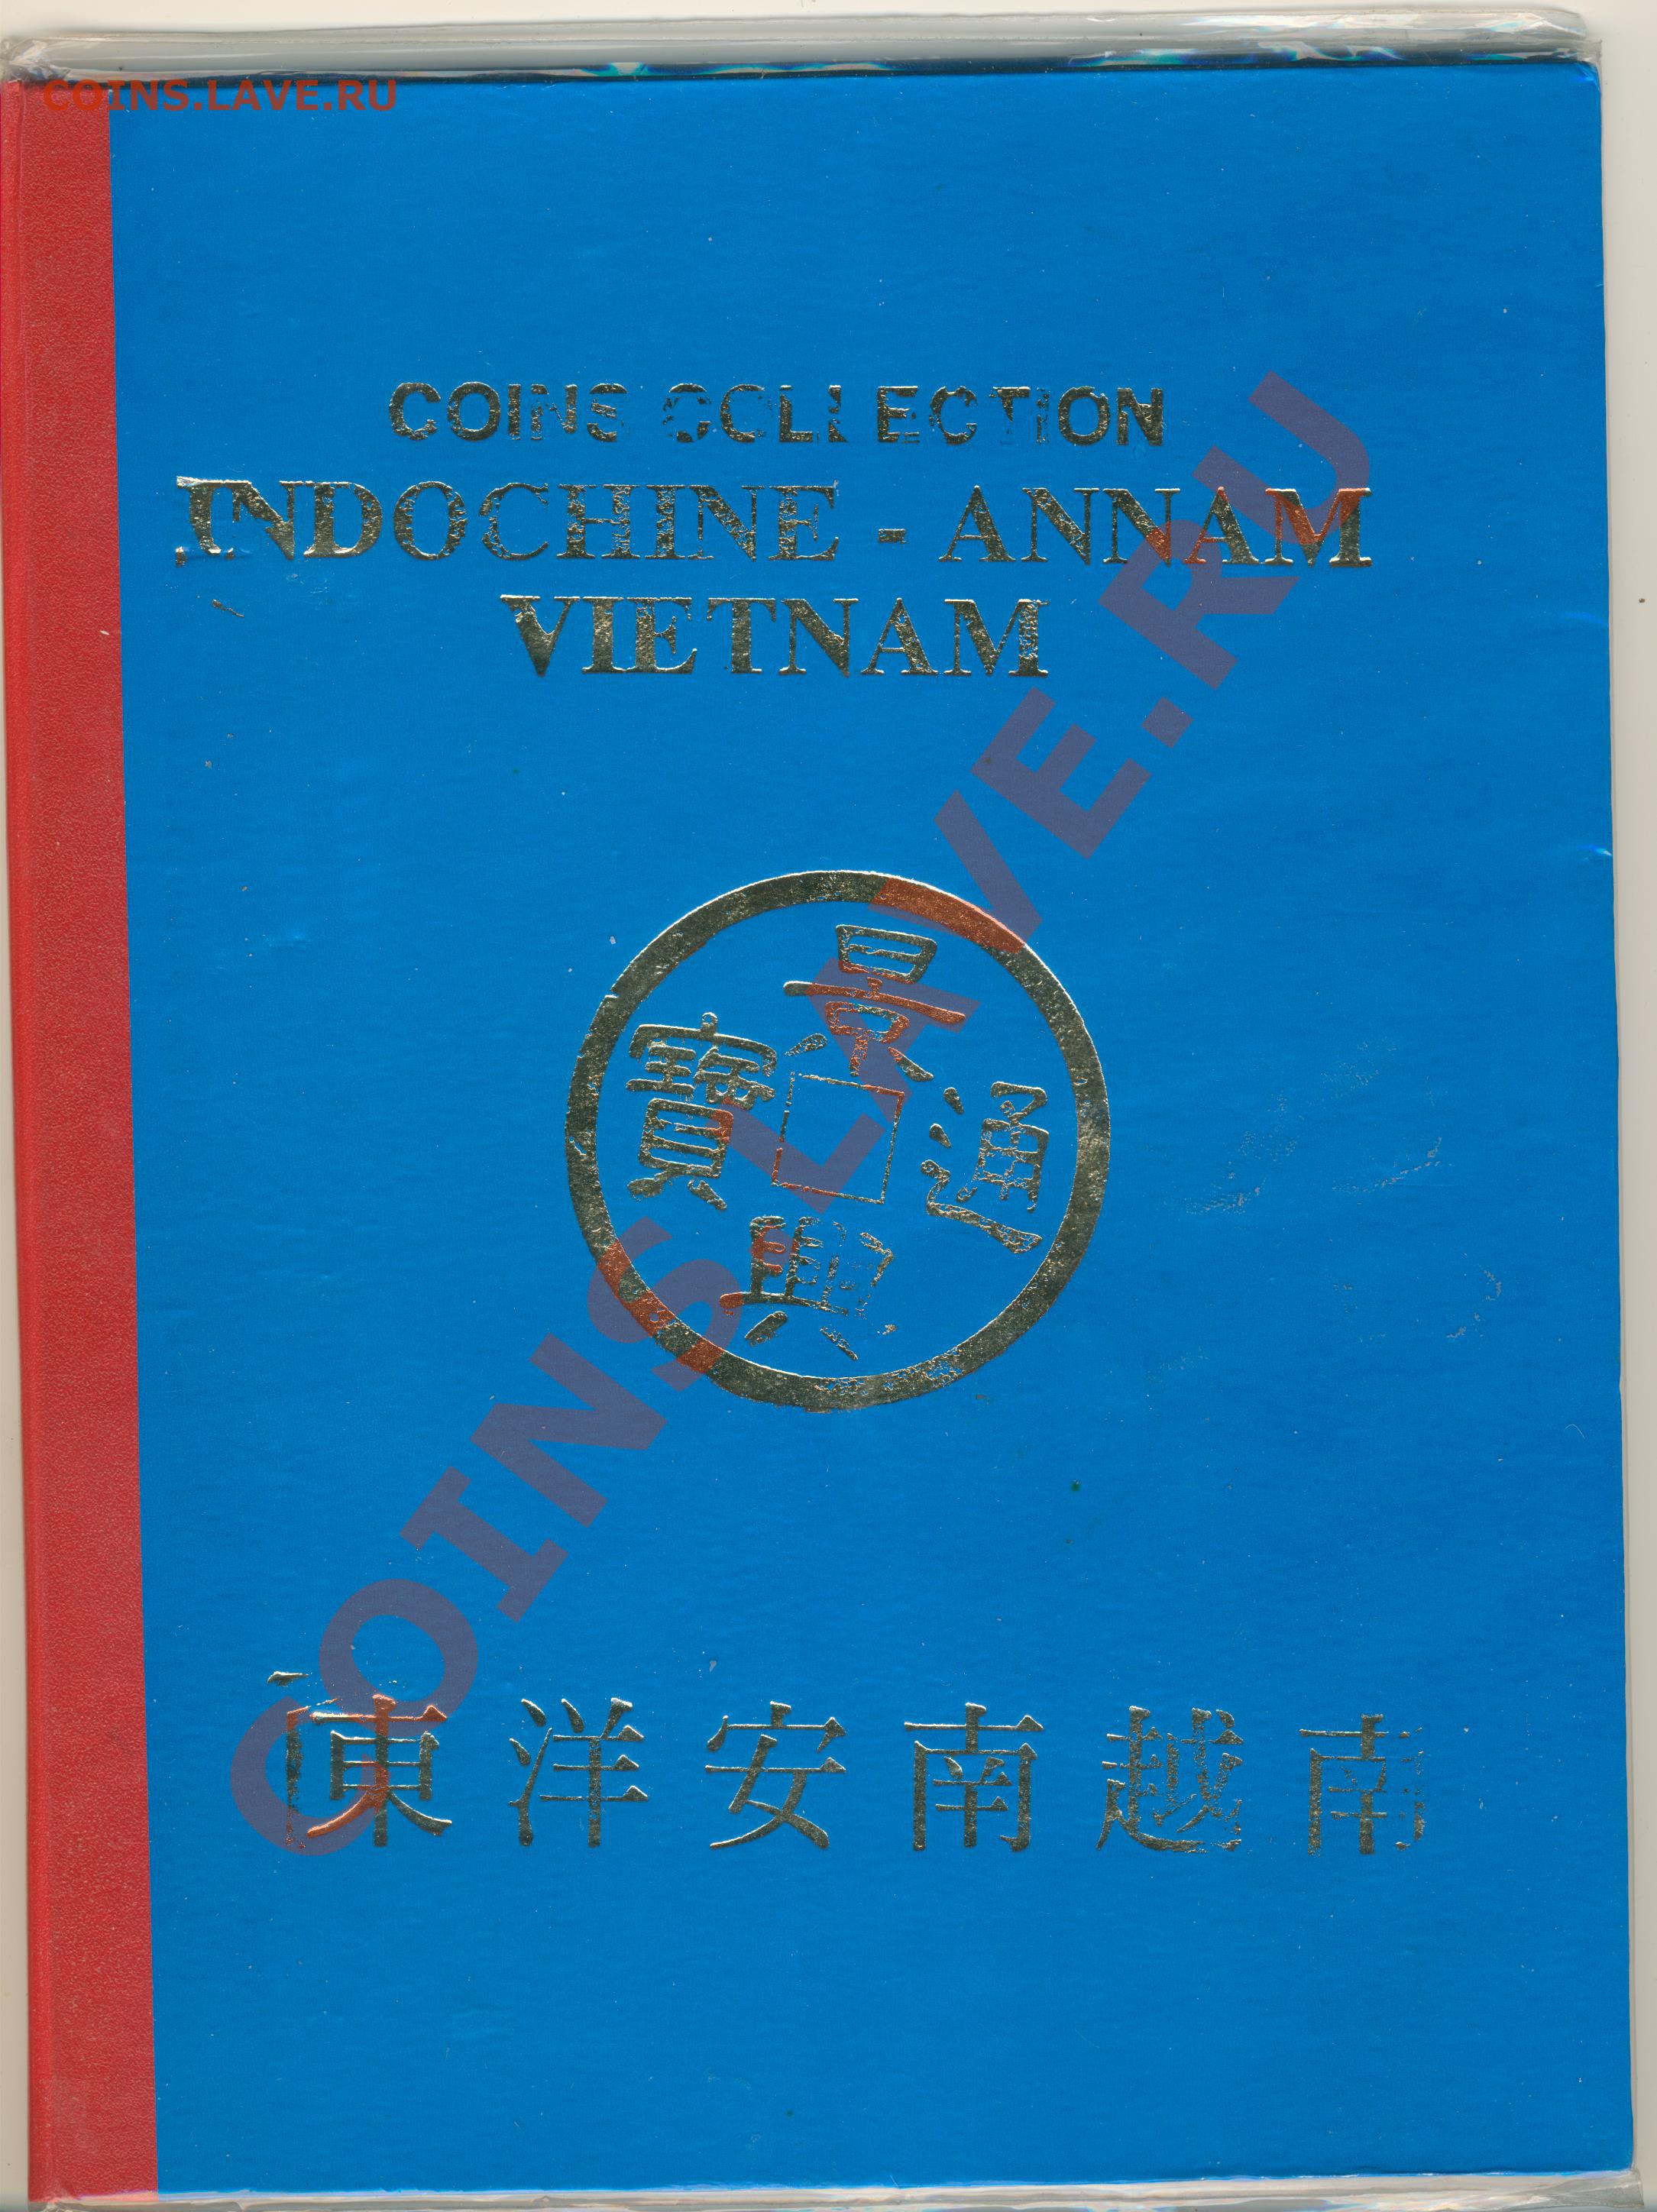 COINS.LAVE.RU
COINS COLLECTION
INDOCHINE - ANNAM
VIETNAM
景
寶 通
興
COINS.LAVE.RU
東洋安南越南